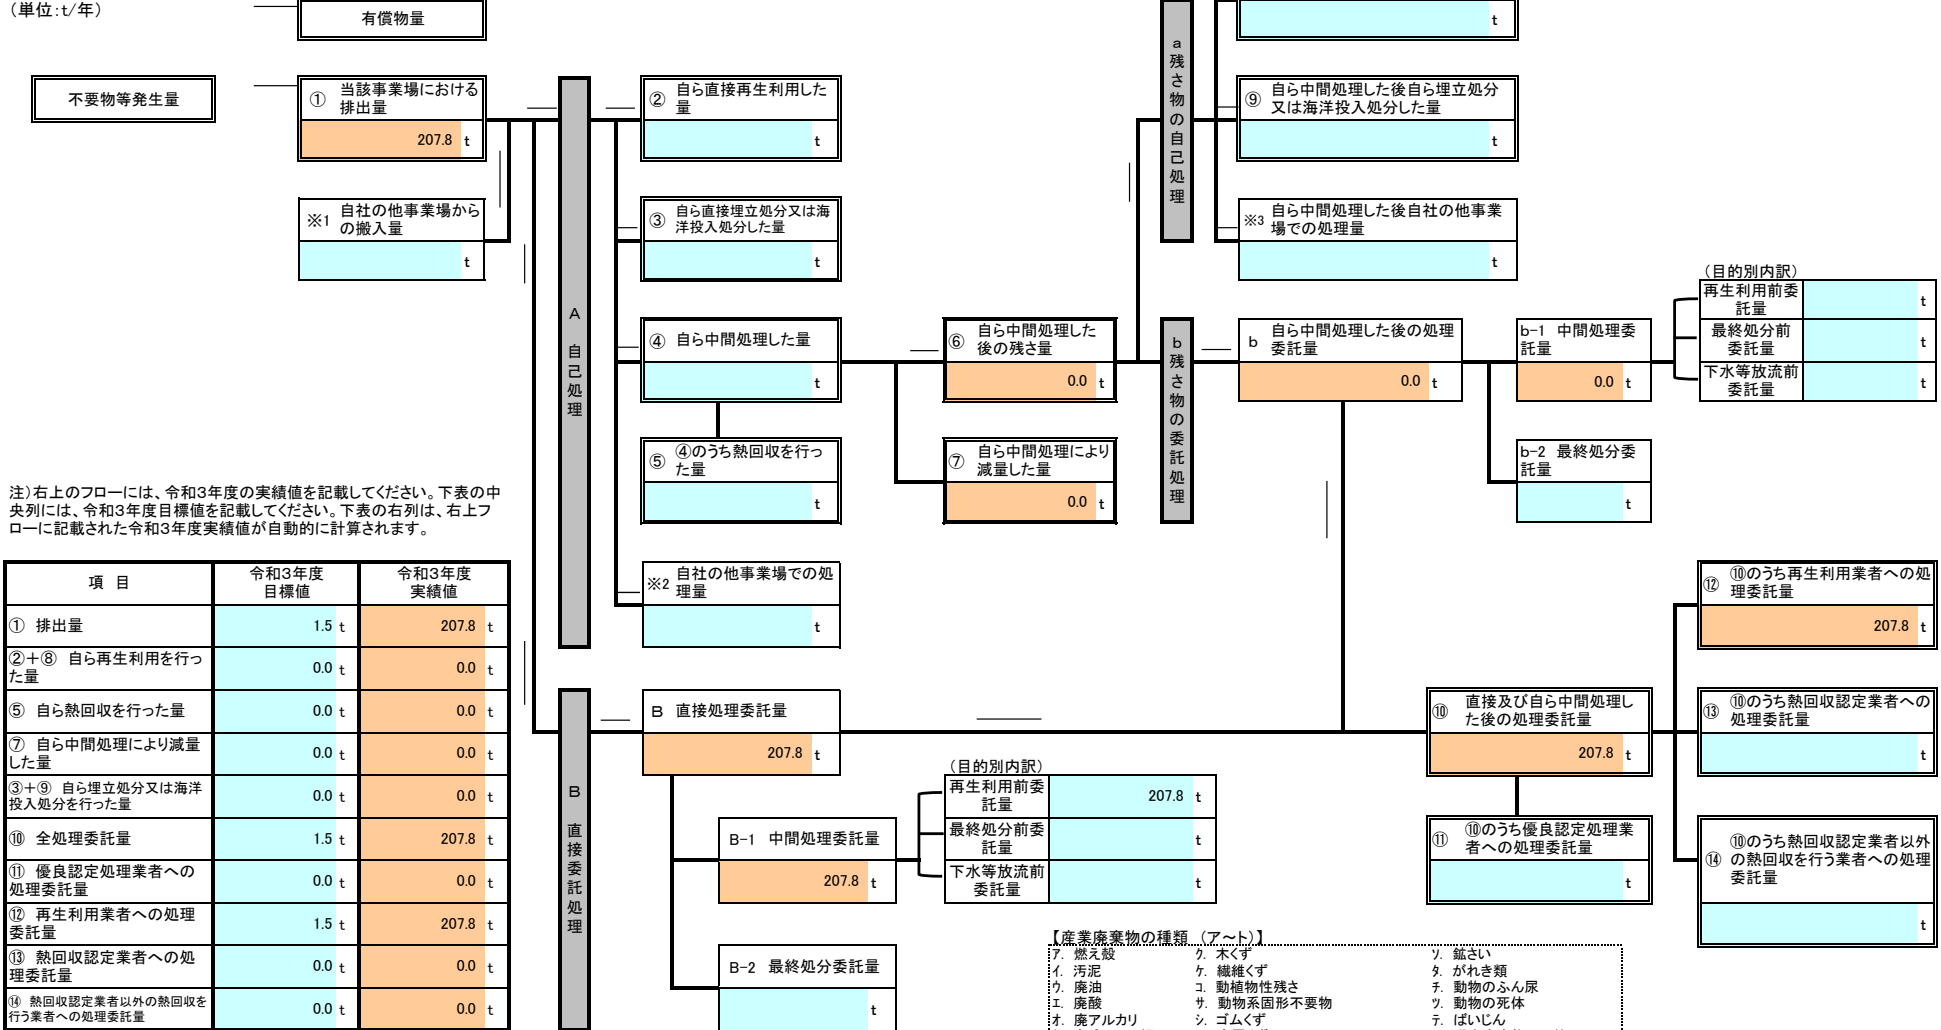 （単位：t/年）
有償物量
t
不要物等発生量
① 当該事業場における
排出量
207.8 t
※1 自社の他事業場から
の搬入量
t
A 自己処理
② 自ら直接再生利用した
量
t
③ 自ら直接埋立処分又は海
洋投入処分した量
t
④ 自ら中間処理した量
t
⑤ ④のうち熱回収を行っ
た量
t
※2 自社の他事業場での処
理量
t
⑥ 自ら中間処理した
後の残さ量
0.0 t
⑦ 自ら中間処理により
減量した量
0.0 t
a 残さ物の自己処理
⑨ 自ら中間処理した後自ら埋立処分
又は海洋投入処分した量
t
※3 自ら中間処理した後自社の他事業
場での処理量
t
b 残さ物の委託処理
b 自ら中間処理した後の処理
委託量
0.0 t
b-1 中間処理委
託量
0.0 t
b-2 最終処分委
託量
t
（目的別内訳）
再生利用前委
託量
t
最終処分前
委託量
t
下水等放流前
委託量
t
注）右上のフローには、令和3年度の実績値を記載してください。下表の中
央列には、令和3年度目標値を記載してください。下表の右列は、右上フ
ローに記載された令和3年度実績値が自動的に計算されます。
項 目
令和3年度
目標値
令和3年度
実績値
① 排出量 1.5 t 207.8 t
②＋⑧ 自ら再生利用を行っ
た量 0.0 t 0.0 t
⑤ 自ら熱回収を行った量 0.0 t 0.0 t
⑦ 自ら中間処理により減量
した量 0.0 t 0.0 t
③＋⑨ 自ら埋立処分又は海洋
投入処分を行った量 0.0 t 0.0 t
⑩ 全処理委託量 1.5 t 207.8 t
⑪ 優良認定処理業者への
処理委託量 0.0 t 0.0 t
⑫ 再生利用業者への処理
委託量 1.5 t 207.8 t
⑬ 熱回収認定業者への処
理委託量 0.0 t 0.0 t
⑭ 熱回収認定業者以外の熱回収を
行う業者への処理委託量 0.0 t 0.0 t
B 直接委託処理
B 直接処理委託量
207.8 t
B-1 中間処理委託量
207.8 t
B-2 最終処分委託量
t
（目的別内訳）
再生利用前委
託量
207.8 t
最終処分前委
託量
t
下水等放流前
委託量
t
⑩ 直接及び自ら中間処理し
た後の処理委託量
207.8 t
⑪ ⑩のうち優良認定処理業
者への処理委託量
t
⑫ ⑩のうち再生利用業者への処
理委託量
207.8 t
⑬ ⑩のうち熱回収認定業者への
処理委託量
t
⑭ ⑩のうち熱回収認定業者以外
の熱回収を行う業者への処理
委託量
t
【産業廃棄物の種類 （ア～ト）】
ア. 燃え殻 ク. 木くず ソ. 鉱さい
イ. 汚泥 ケ. 繊維くず タ. がれき類
ウ. 廃油 コ. 動植物性残さ チ. 動物のふん尿
エ. 廃酸 サ. 動物系固形不要物 ツ. 動物の死体
オ. 廃アルカリ シ. ゴムくず テ. ばいじん